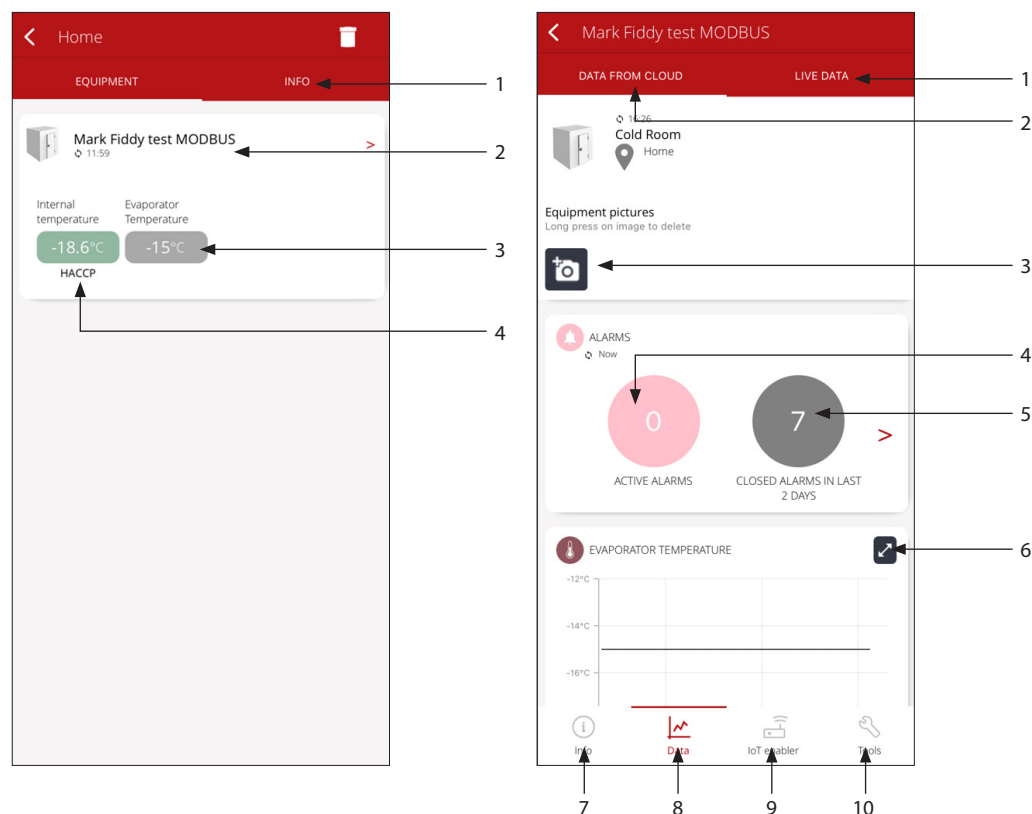 Home
EQUIPMENT INFO
Mark Fiddy test MODBUS
11:59
>
Internal temperature
Evaporator Temperature
-18.6°C -15°C
HACCP
1
2
3
4
Mark Fiddy test MODBUS
DATA FROM CLOUD LIVE DATA
16:26
Cold Room
Home
Equipment pictures
Long press on image to delete
ALARMS
Now
0 7
>
ACTIVE ALARMS
CLOSED ALARMS IN LAST
2 DAYS
EVAPORATOR TEMPERATURE
-12°C
-14°C
-16°C
Info Data IoT enabler Tools
1
2
3
4
5
6
7 8 9 10